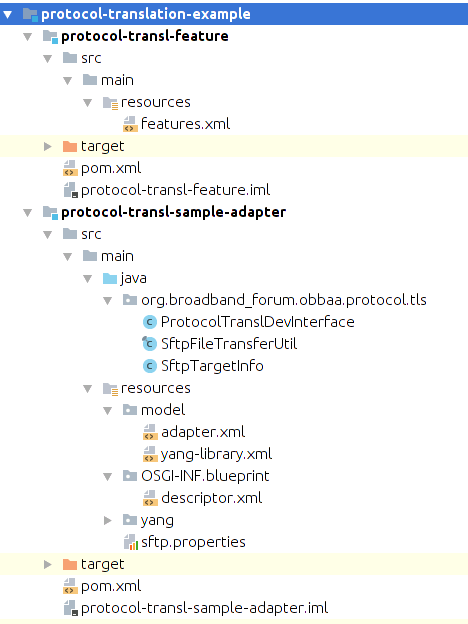 protocol-translation-example
protocol-transl-feature
src
main
resources
features.xml
target
pom.xml
protocol-transl-feature.iml
protocol-transl-sample-adapter
src
main
java
org.broadband_forum.obbaa.protocol.tls
ProtocolTranslDevInterface
SftpFileTransferUtil
SftpTargetInfo
resources
model
adapter.xml
yang-library.xml
OSGI-INF.blueprint
descriptor.xml
yang
sftp.properties
target
pom.xml
protocol-transl-sample-adapter.iml